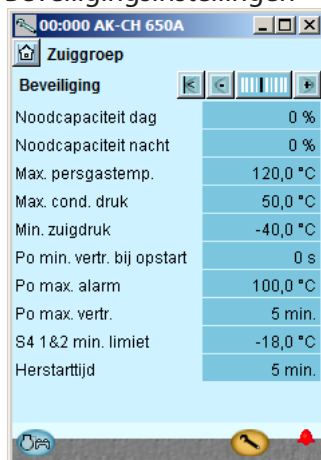 Beveiligingsinstellingen
00:000 AK-CH 650A
Zuiggroep
Beveiliging
Noodcapaciteit dag 0 %
Noodcapaciteit nacht 0 %
Max. persgastemp. 120,0 °C
Max. cond. druk 50,0 °C
Min. zuigdruk -40,0 °C
Po min. vertr. bij opstart 0 s
Po max. alarm 100,0 °C
Po max. vertr. 5 min.
S4 1&2 min. limiet -18,0 °C
Herstarttijd 5 min.